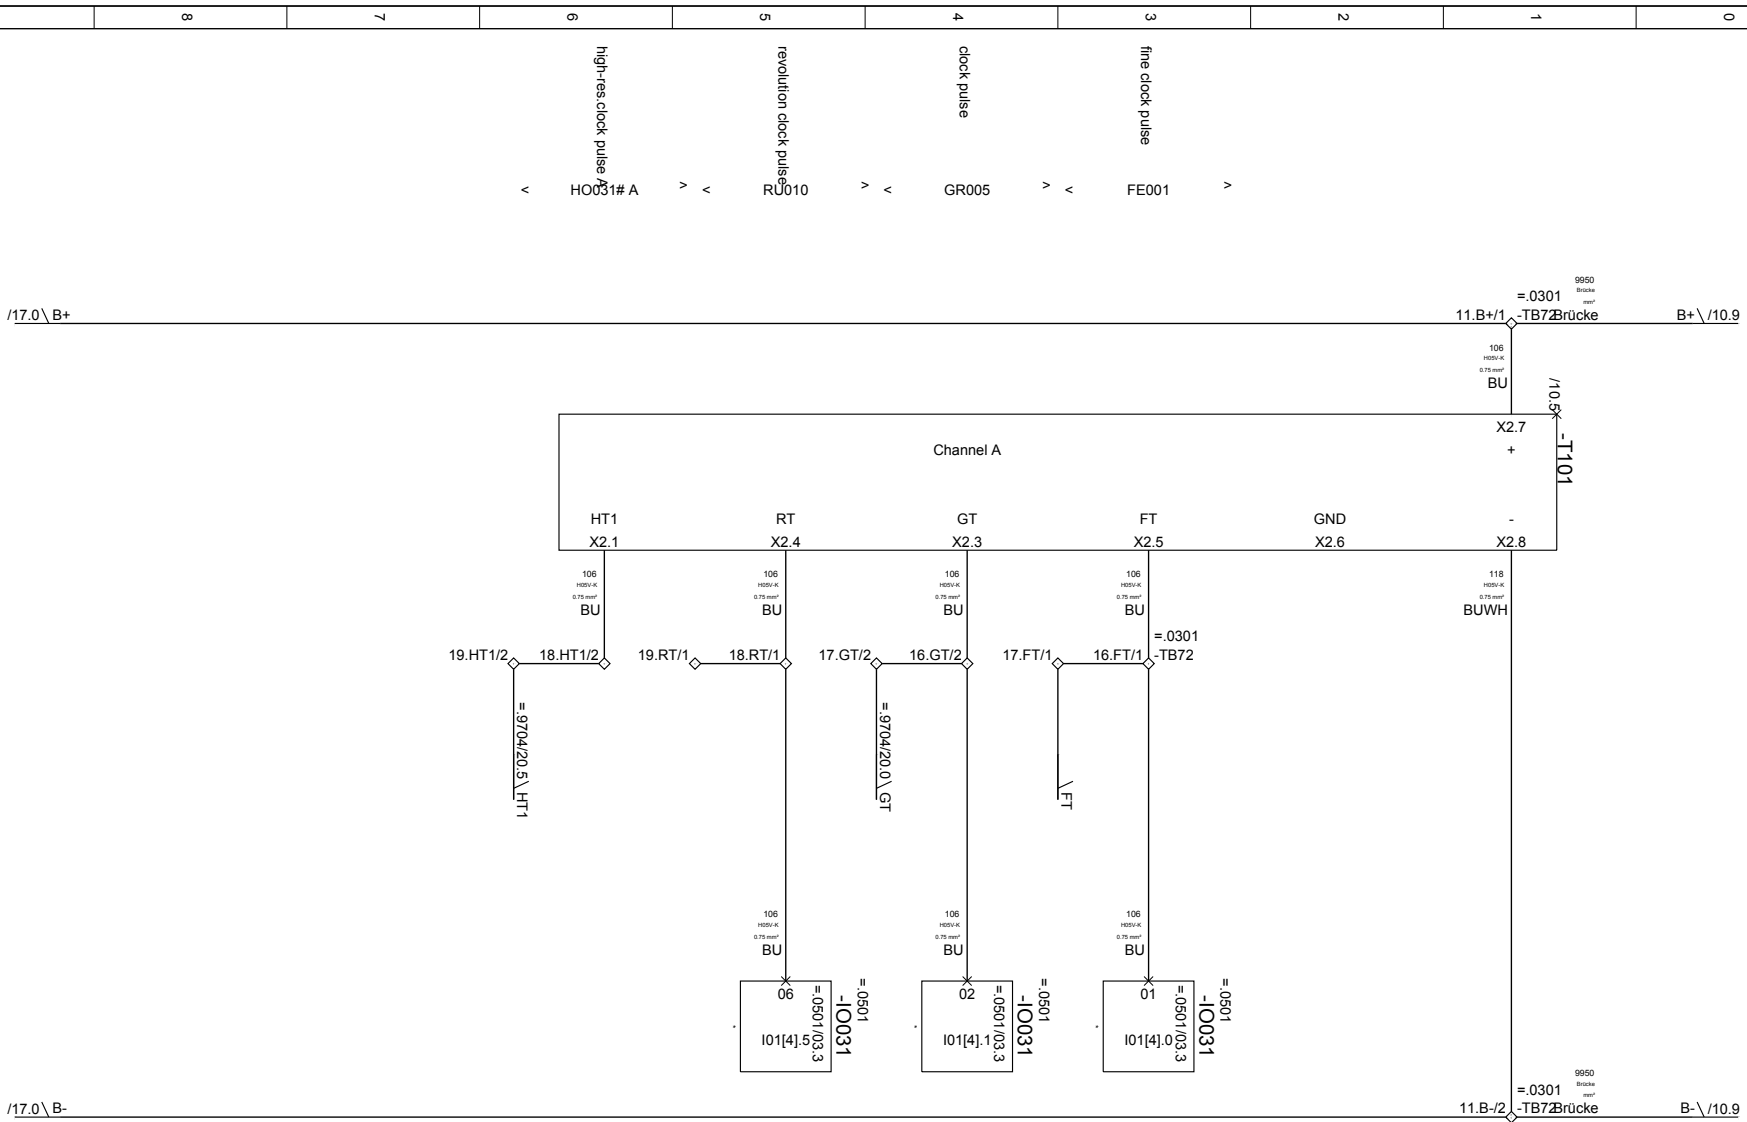 8 7 6 5 4 3 2 1 0
high-res.clock pulse A
revolution clock pulse
clock pulse
fine clock pulse
< HO031# A >
< RU010 >
< GR005 >
< FE001 >
9950
Brücke
mm²
=.0301
/17.0 \ B+
11.B+/1
-TB72 Brücke
B+ \ /10.9
106
H05V-K
0.75 mm²
BU
/10.5
-T101
X2.7
+
Channel A
HT1 RT GT FT GND -
X2.1 X2.4 X2.3 X2.5 X2.6 X2.8
106
H05V-K
0.75 mm²
BU
106
H05V-K
0.75 mm²
BU
106
H05V-K
0.75 mm²
BU
106
H05V-K
0.75 mm²
BU
118
H05V-K
0.75 mm²
BUWH
=.0301
-TB72
19.HT1/2 18.HT1/2 19.RT/1 18.RT/1 17.GT/2 16.GT/2 17.FT/1 16.FT/1
=.9704/20.5 \ HT1
=.9704/20.0 \ GT
\ FT
106
H05V-K
0.75 mm²
BU
106
H05V-K
0.75 mm²
BU
106
H05V-K
0.75 mm²
BU
06
I01[4].5
=.0501/03.3
-IO031
=.0501
*
02
I01[4].1
=.0501/03.3
-IO031
=.0501
*
01
I01[4].0
=.0501/03.3
-IO031
=.0501
*
9950
Brücke
mm²
=.0301
/17.0 \ B-
11.B-/2
-TB72 Brücke
B- \ /10.9